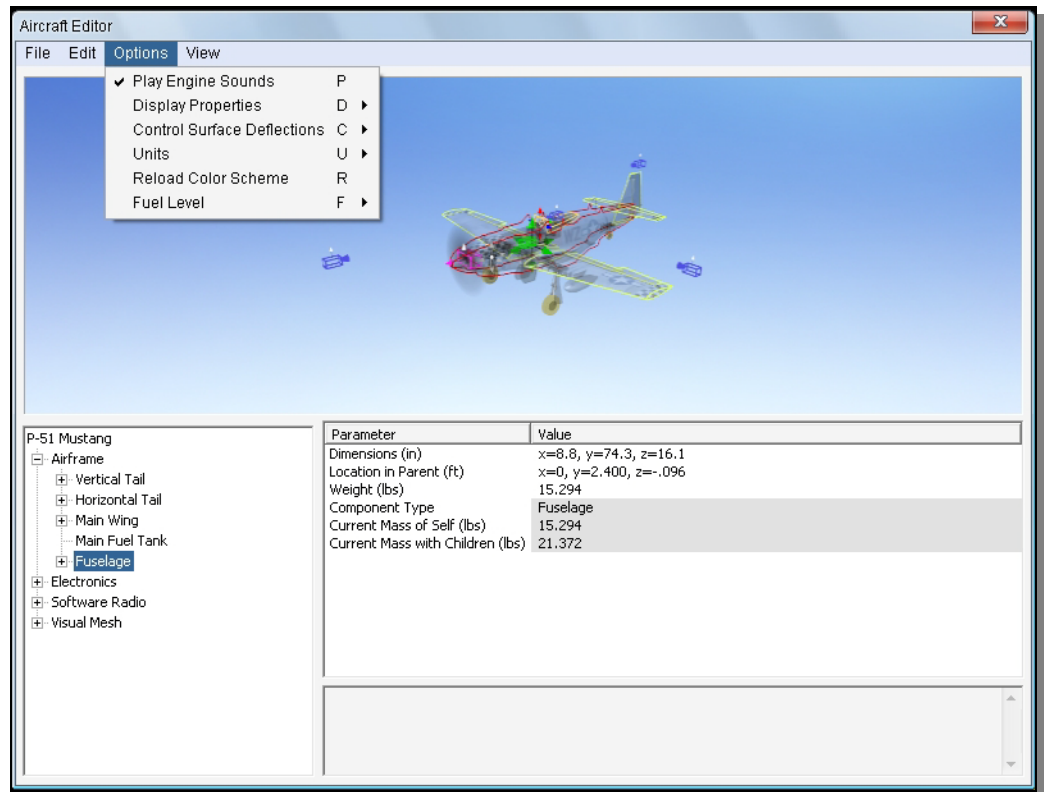 Aircraft Editor
File Edit Options View
Play Engine Sounds P
Display Properties D
Control Surface Deflections C
Units U
Reload Color Scheme R
Fuel Level F
P-51 Mustang
Airframe
Vertical Tail
Horizontal Tail
Main Wing
Main Fuel Tank
Fuselage
Electronics
Software Radio
Visual Mesh
Parameter Value
Dimensions (in) x=8.8, y=74.3, z=16.1
Location in Parent (ft) x=0, y=2.400, z=-.096
Weight (lbs) 15.294
Component Type Fuselage
Current Mass of Self (lbs) 15.294
Current Mass with Children (lbs) 21.372